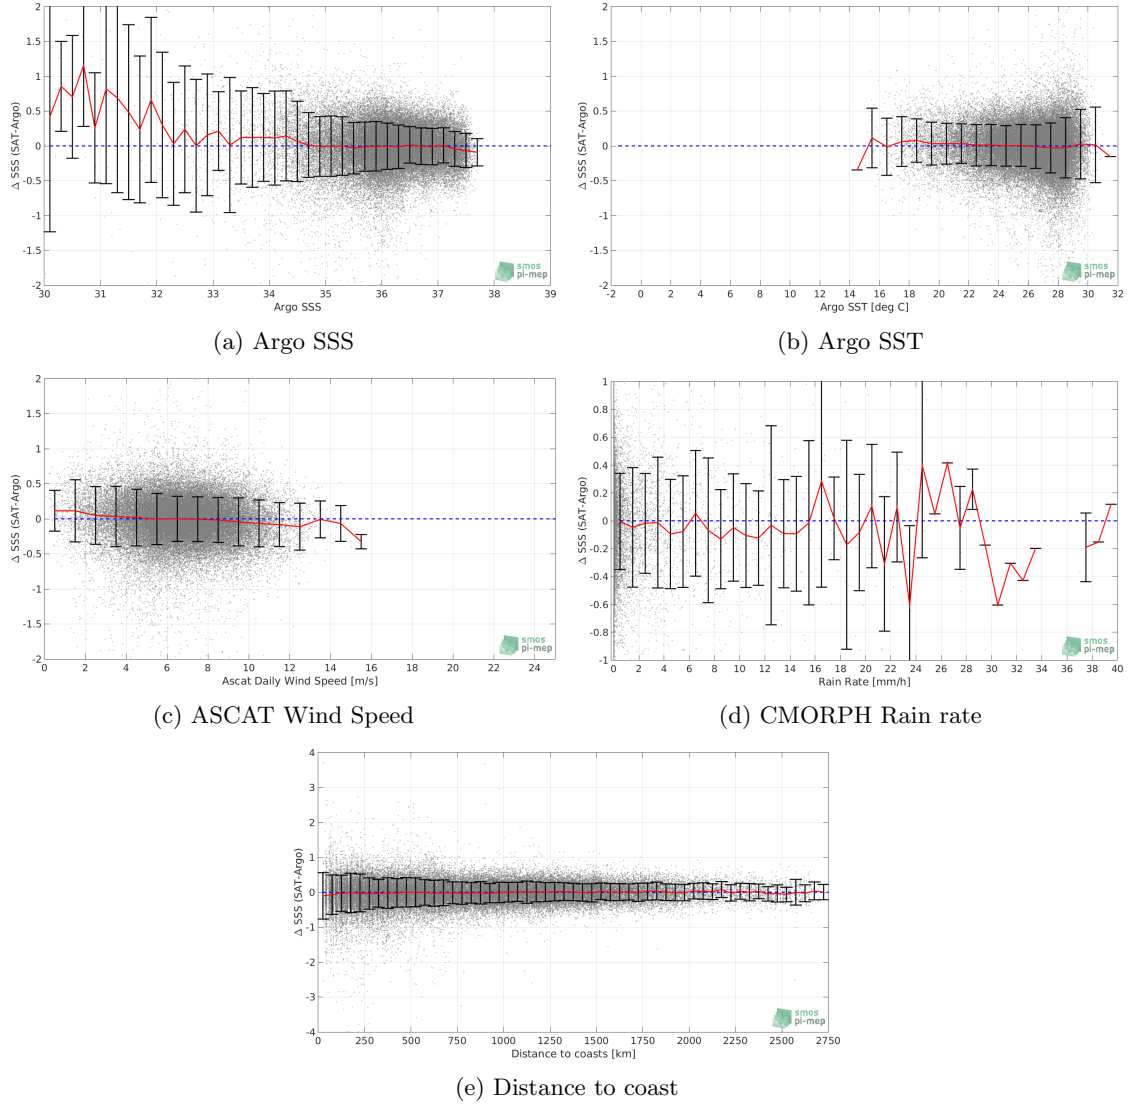 2
1.5
1
0.5
0
-0.5
-1
-1.5
-2
Δ SSS (SAT-Argo)
30 31 32 33 34 35 36 37 38 39
Argo SSS
smos
pi-mep
(a) Argo SSS
2
1.5
1
0.5
0
-0.5
-1
-1.5
-2
Δ SSS (SAT-Argo)
-2 0 2 4 6 8 10 12 14 16 18 20 22 24 26 28 30 32
Argo SST [deg C]
smos
pi-mep
(b) Argo SST
2
1.5
1
0.5
0
-0.5
-1
-1.5
-2
Δ SSS (SAT-Argo)
0 2 4 6 8 10 12 14 16 18 20 22 24
Ascat Daily Wind Speed [m/s]
smos
pi-mep
(c) ASCAT Wind Speed
1
0.8
0.6
0.4
0.2
0
-0.2
-0.4
-0.6
-0.8
-1
Δ SSS (SAT-Argo)
0 2 4 6 8 10 12 14 16 18 20 22 24 26 28 30 32 34 36 38 40
Rain Rate [mm/h]
smos
pi-mep
(d) CMORPH Rain rate
4
3
2
1
0
-1
-2
-3
-4
Δ SSS (SAT-Argo)
0 250 500 750 1000 1250 1500 1750 2000 2250 2500 2750
Distance to coasts [km]
smos
pi-mep
(e) Distance to coast